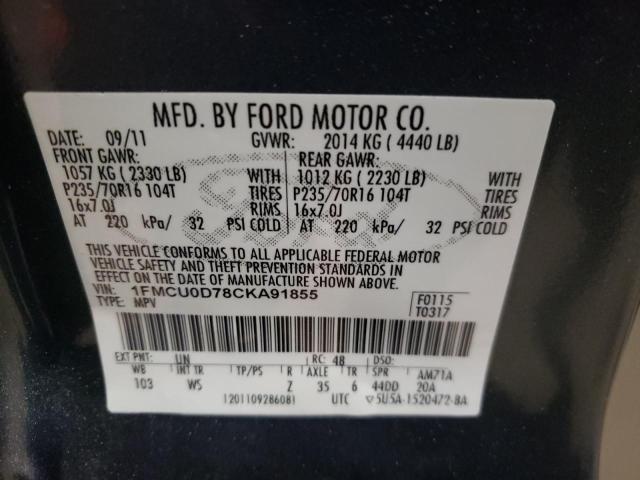 MFD. BY FORD MOTOR CO.
DATE: 09/11 GVWR: 2014 KG ( 4440 LB)
FRONT GAWR: REAR GAWR:
1057 KG ( 2330 LB) WITH 1012 KG ( 2230 LB) WITH
P235/70R16 104T TIRES P235/70R16 104T TIRES
16x7.0J RIMS 16x7.0J RIMS
AT 220 kPa/ 32 PSI COLD AT 220 kPa/ 32 PSI COLD
THIS VEHICLE CONFORMS TO ALL APPLICABLE FEDERAL MOTOR
VEHICLE SAFETY AND THEFT PREVENTION STANDARDS IN
EFFECT ON THE DATE OF MANUFACTURE SHOWN ABOVE.
VIN: 1FMCU0D78CKA91855 F0115
TYPE: MPV T0317
EXT PNT: UN RC: 48 DSO:
WB INT TR TP/PS R AXLE TR SPR AM71A
103 WS Z 35 6 44DD 20A
1201109286081 UTC ▽5U5A-1520472-BA
Ford